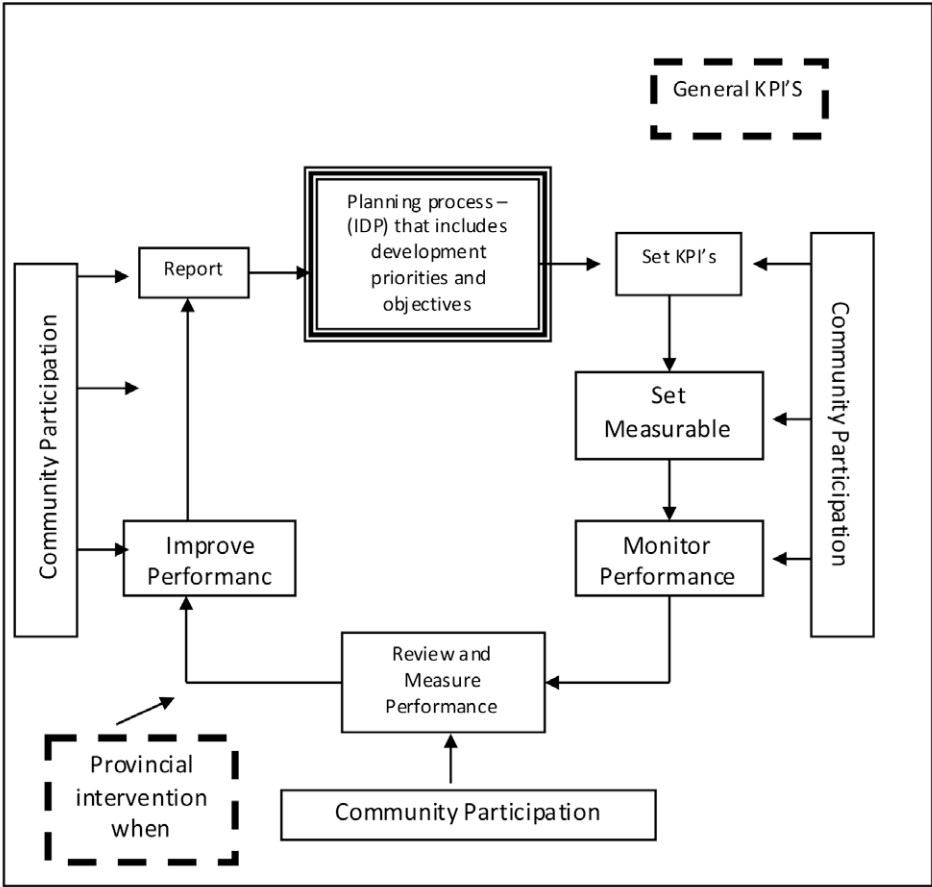 General KPI'S
Planning process –
(IDP) that includes
development
priorities and
objectives
Report
Set KPI's
Community Participation
Community Participation
Set
Measurable
Improve
Performanc
Monitor
Performance
Review and
Measure
Performance
Provincial
intervention
when
Community Participation